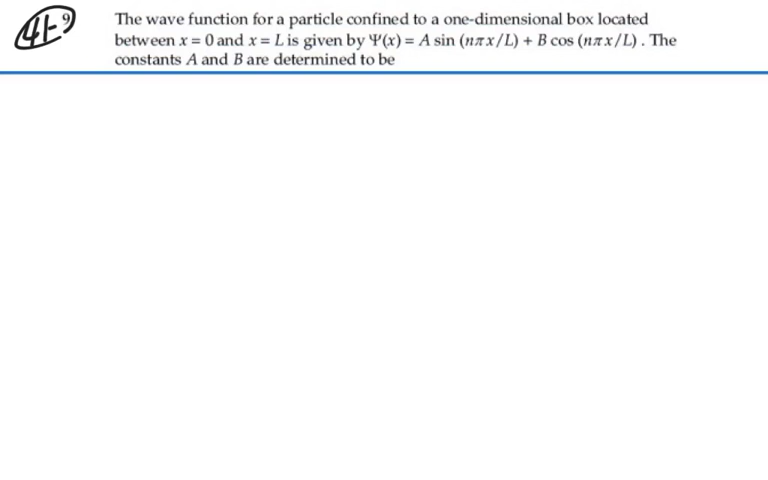 41-9
The wave function for a particle confined to a one-dimensional box located
between x = 0 and x = L is given by Ψ(x) = A sin (nπx/L) + B cos (nπx/L) . The
constants A and B are determined to be